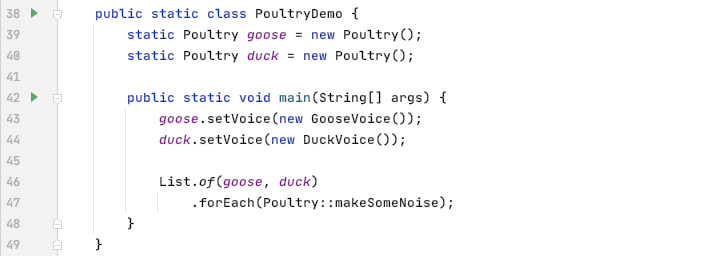 38 public static class PoultryDemo {
39 static Poultry goose = new Poultry();
40 static Poultry duck = new Poultry();
41
42 public static void main(String[] args) {
43 goose.setVoice(new GooseVoice());
44 duck.setVoice(new DuckVoice());
45
46 List.of(goose, duck)
47 .forEach(Poultry::makeSomeNoise);
48 }
49 }